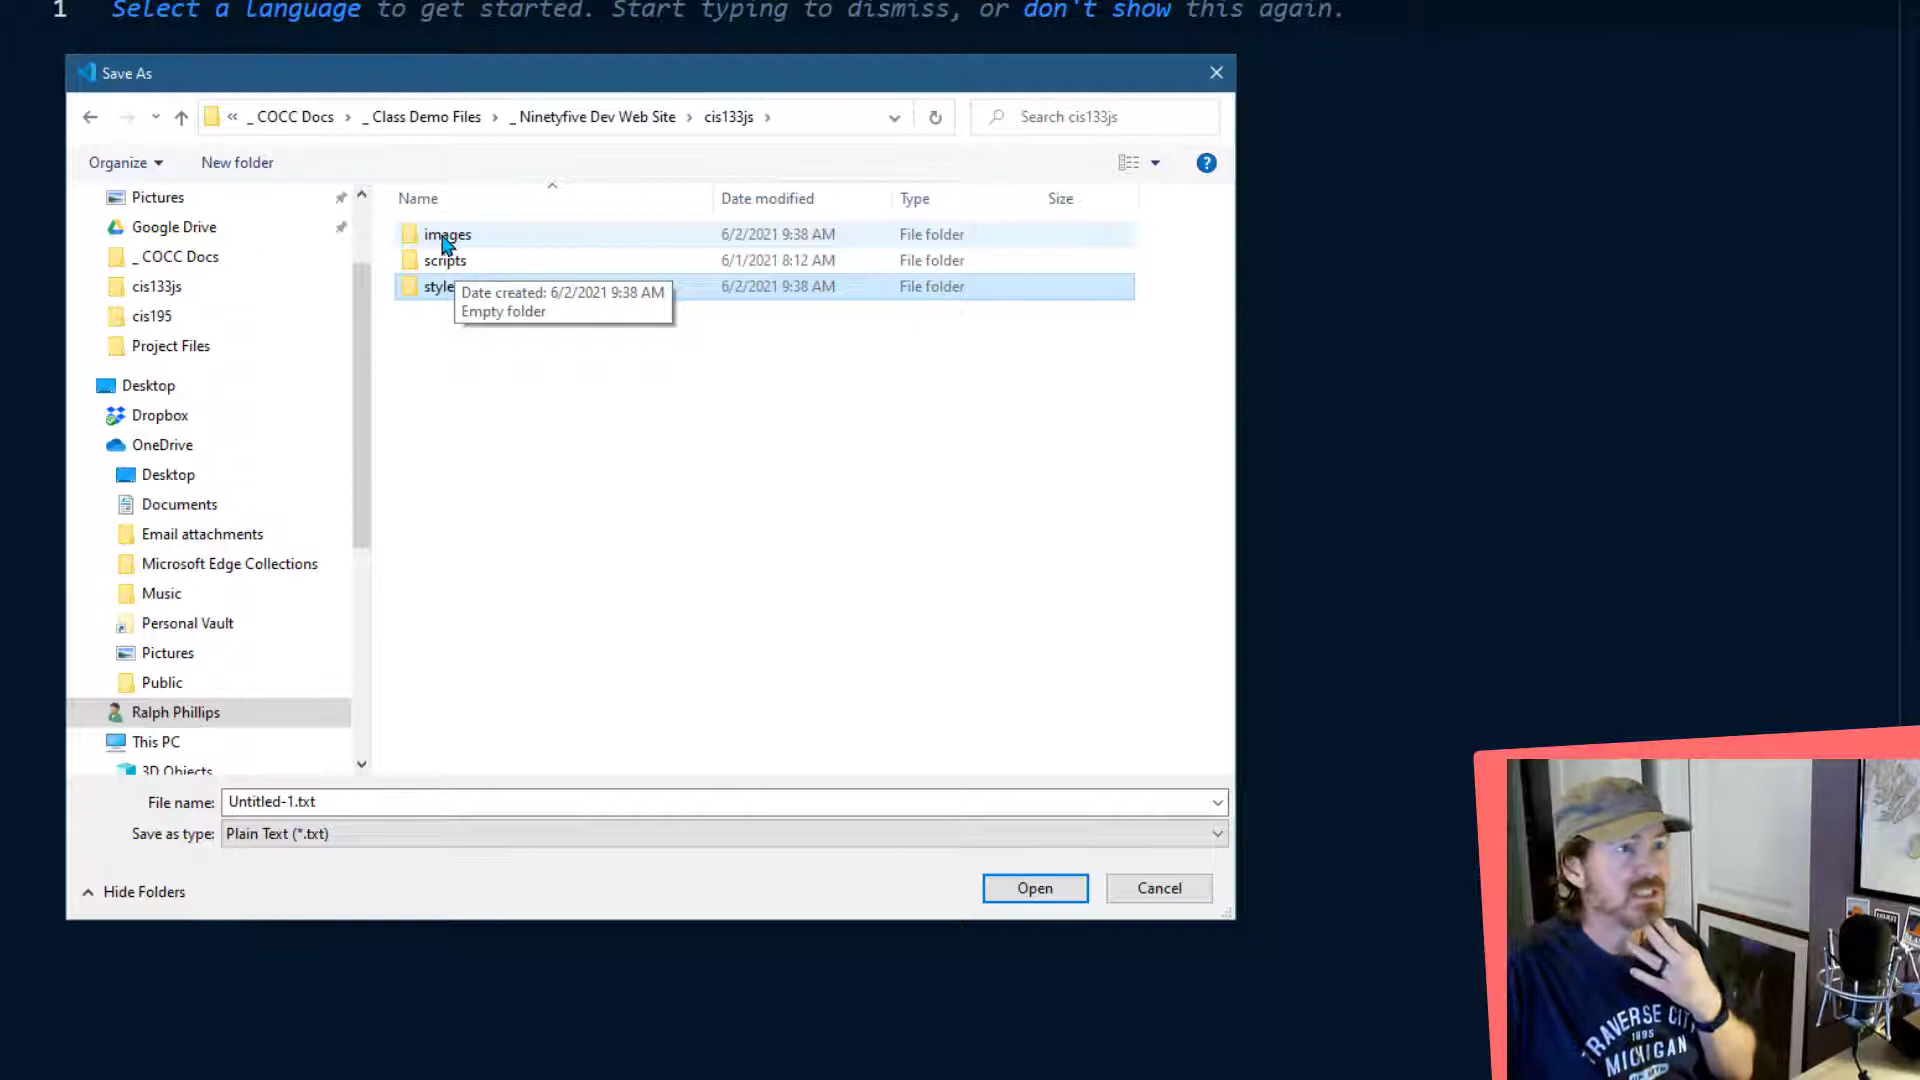 1 Select a language to get started. Start typing to dismiss, or don't show this again.
Save As
« _ COCC Docs › _ Class Demo Files › _ Ninetyfive Dev Web Site › cis133js ›
Search cis133js
Organize
New folder
?
Name
Date modified
Type
Size
Pictures
Google Drive
_ COCC Docs
cis133js
cis195
Project Files
Desktop
Dropbox
OneDrive
Desktop
Documents
Email attachments
Microsoft Edge Collections
Music
Personal Vault
Pictures
Public
Ralph Phillips
This PC
3D Objects
images 6/2/2021 9:38 AM File folder
scripts 6/1/2021 8:12 AM File folder
style 6/2/2021 9:38 AM File folder
Date created: 6/2/2021 9:38 AM
Empty folder
File name: Untitled-1.txt
Save as type: Plain Text (*.txt)
Hide Folders
Open
Cancel
TRAVERSE CITY
1895
MICHIGAN